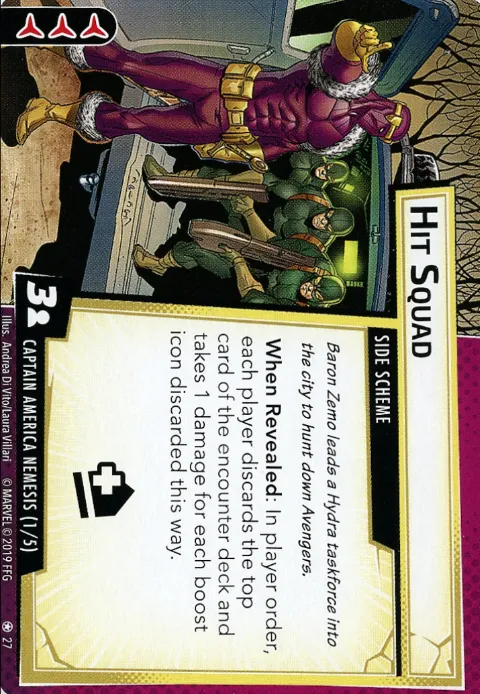 HIT SQUAD
SIDE SCHEME
Baron Zemo leads a Hydra taskforce into
the city to hunt down Avengers.
When Revealed: In player order,
each player discards the top
card of the encounter deck and
takes 1 damage for each boost
icon discarded this way.
3
CAPTAIN AMERICA NEMESIS (1/5)
Illus. Andrea Di Vito/Laura Villari © MARVEL © 2019 FFG 27